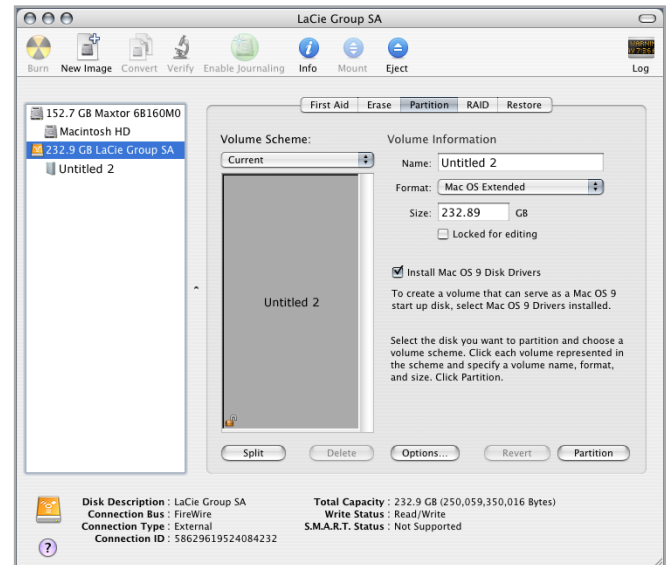 LaCie Group SA
Burn New Image Convert Verify Enable Journaling Info Mount Eject Log
First Aid Erase Partition RAID Restore
152.7 GB Maxtor 6B160M0
Macintosh HD
232.9 GB LaCie Group SA
Untitled 2
Volume Scheme:
Current
Untitled 2
Volume Information
Name: Untitled 2
Format: Mac OS Extended
Size: 232.89 GB
Locked for editing
Install Mac OS 9 Disk Drivers
To create a volume that can serve as a Mac OS 9
start up disk, select Mac OS 9 Drivers installed.
Select the disk you want to partition and choose a
volume scheme. Click each volume represented in
the scheme and specify a volume name, format,
and size. Click Partition.
Split Delete Options... Revert Partition
Disk Description : LaCie Group SA
Connection Bus : FireWire
Connection Type : External
Connection ID : 58629619524084232
Total Capacity : 232.9 GB (250,059,350,016 Bytes)
Write Status : Read/Write
S.M.A.R.T. Status : Not Supported
?